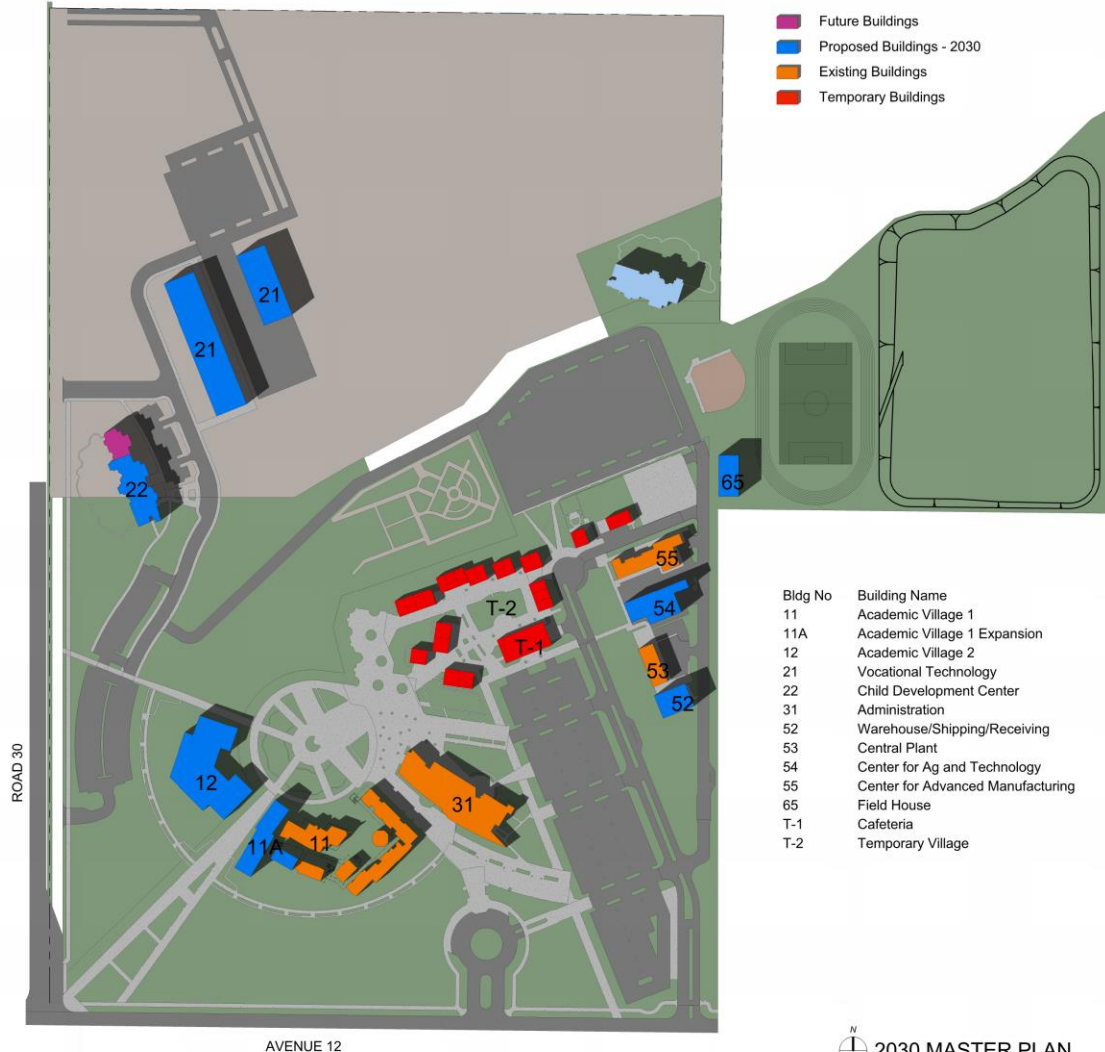 Future Buildings
Proposed Buildings - 2030
Existing Buildings
Temporary Buildings
21
21
22
65
55
54
T-2
T-1
53
52
12
31
11
11A
Bldg No Building Name
11 Academic Village 1
11A Academic Village 1 Expansion
12 Academic Village 2
21 Vocational Technology
22 Child Development Center
31 Administration
52 Warehouse/Shipping/Receiving
53 Central Plant
54 Center for Ag and Technology
55 Center for Advanced Manufacturing
65 Field House
T-1 Cafeteria
T-2 Temporary Village
ROAD 30
AVENUE 12
N
2030 MASTER PLAN